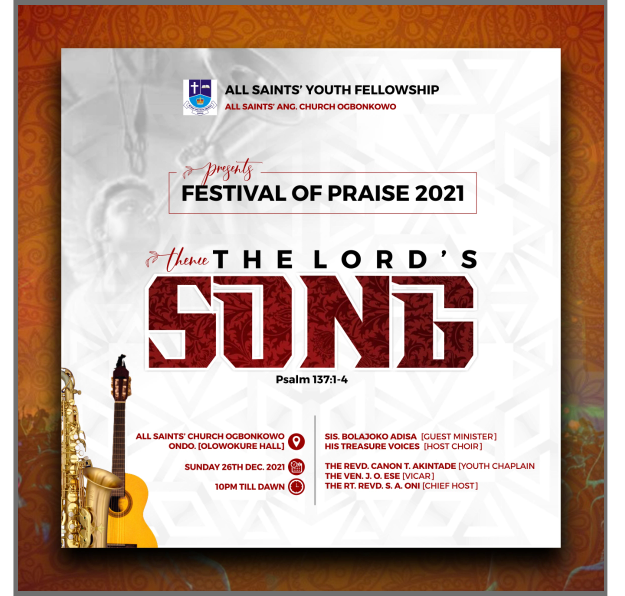 ALL SAINTS' YOUTH FELLOWSHIP
ALL SAINTS' ANG. CHURCH OGBONKOWO
presents
FESTIVAL OF PRAISE 2021
theme THE LORD'S
SONG
Psalm 137:1-4
ALL SAINTS' CHURCH OGBONKOWO
ONDO. [OLOWOKURE HALL]
SUNDAY 26TH DEC. 2021
10PM TILL DAWN
SIS. BOLAJOKO ADISA [GUEST MINISTER]
HIS TREASURE VOICES [HOST CHOIR]
THE REVD. CANON T. AKINTADE [YOUTH CHAPLAIN
THE VEN. J. O. ESE [VICAR]
THE RT. REVD. S. A. ONI [CHIEF HOST]